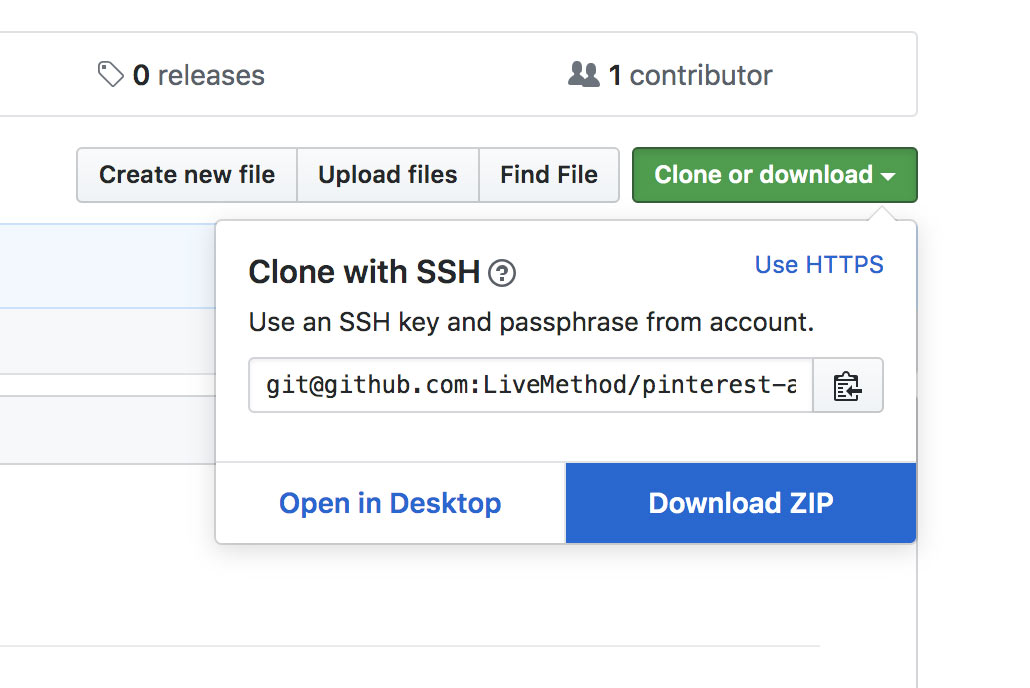 0 releases 1 contributor
Create new file Upload files Find File Clone or download
Clone with SSH ? Use HTTPS
Use an SSH key and passphrase from account.
git@github.com:LiveMethod/pinterest-a
Open in Desktop Download ZIP